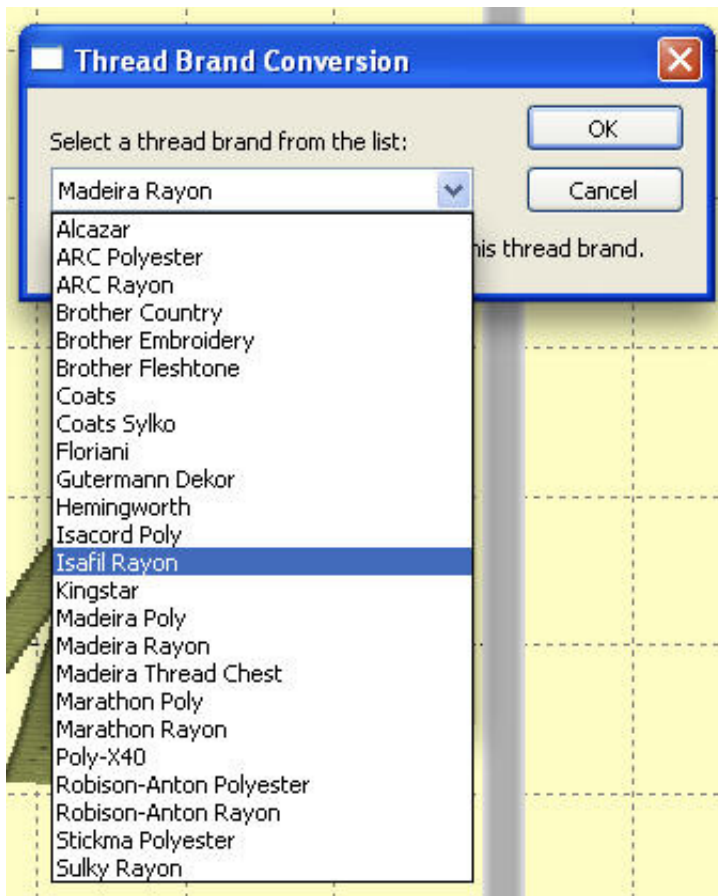 Thread Brand Conversion
Select a thread brand from the list:
OK
Madeira Rayon
Cancel
his thread brand.
Alcazar
ARC Polyester
ARC Rayon
Brother Country
Brother Embroidery
Brother Fleshtone
Coats
Coats Sylko
Floriani
Gutermann Dekor
Hemingworth
Isacord Poly
Isafil Rayon
Kingstar
Madeira Poly
Madeira Rayon
Madeira Thread Chest
Marathon Poly
Marathon Rayon
Poly-X40
Robison-Anton Polyester
Robison-Anton Rayon
Stickma Polyester
Sulky Rayon